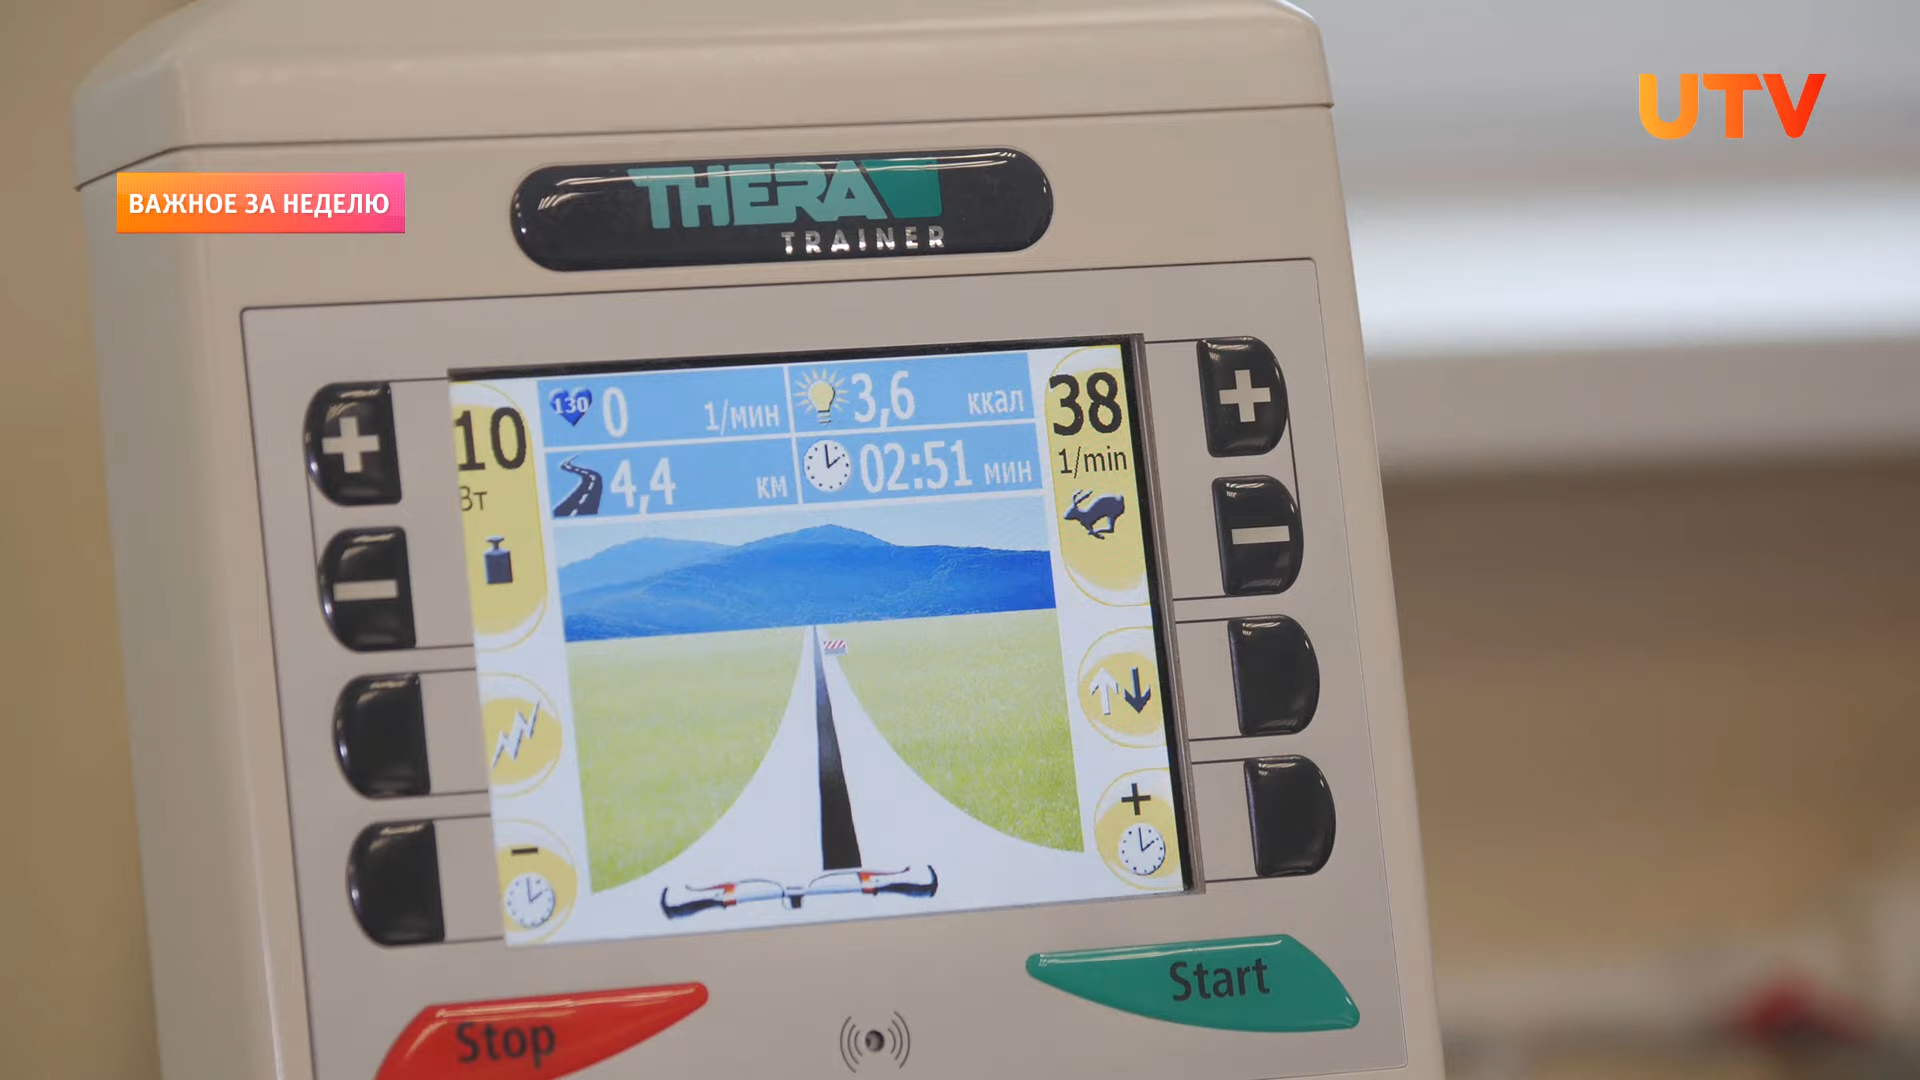 UTV
ВАЖНОЕ ЗА НЕДЕЛЮ
THERA
TRAINER
10
Вт
130 0 1/мин
3,6 ккал
4,4 км
02:51 мин
38
1/min
Stop
Start